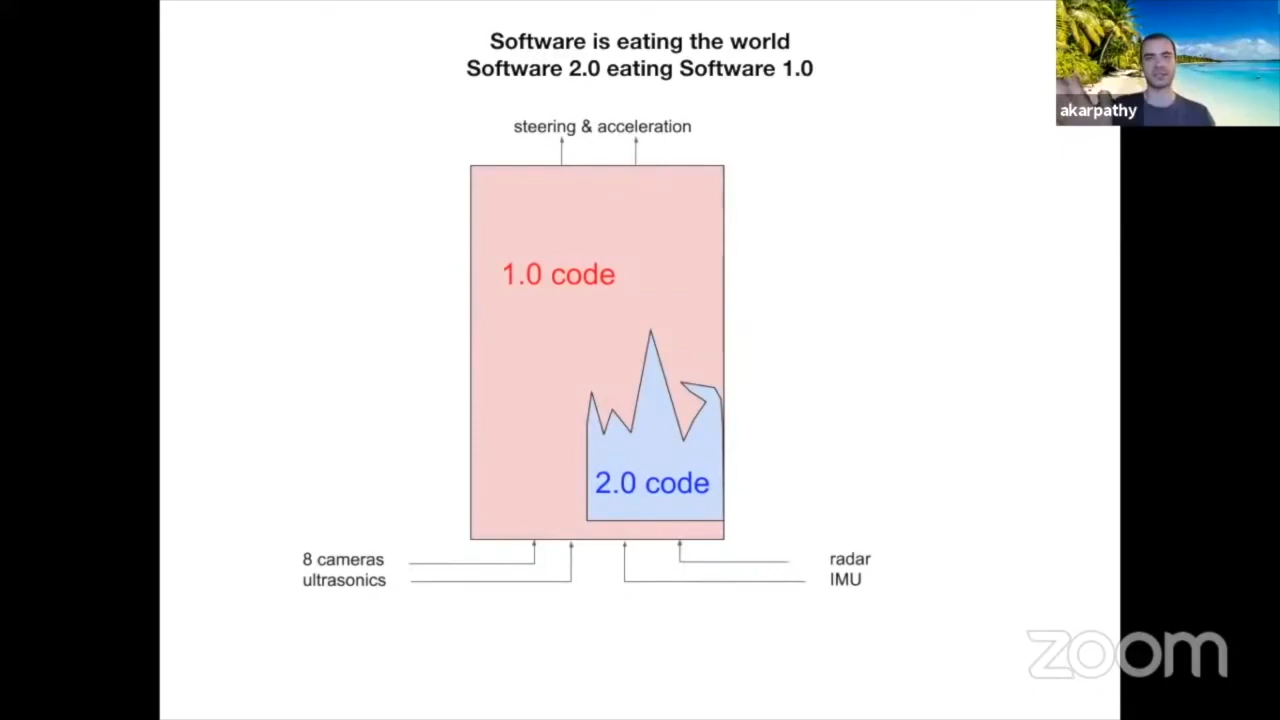 Software is eating the world
Software 2.0 eating Software 1.0
akarpathy
steering & acceleration
1.0 code
2.0 code
8 cameras
ultrasonics
radar
IMU
zoom